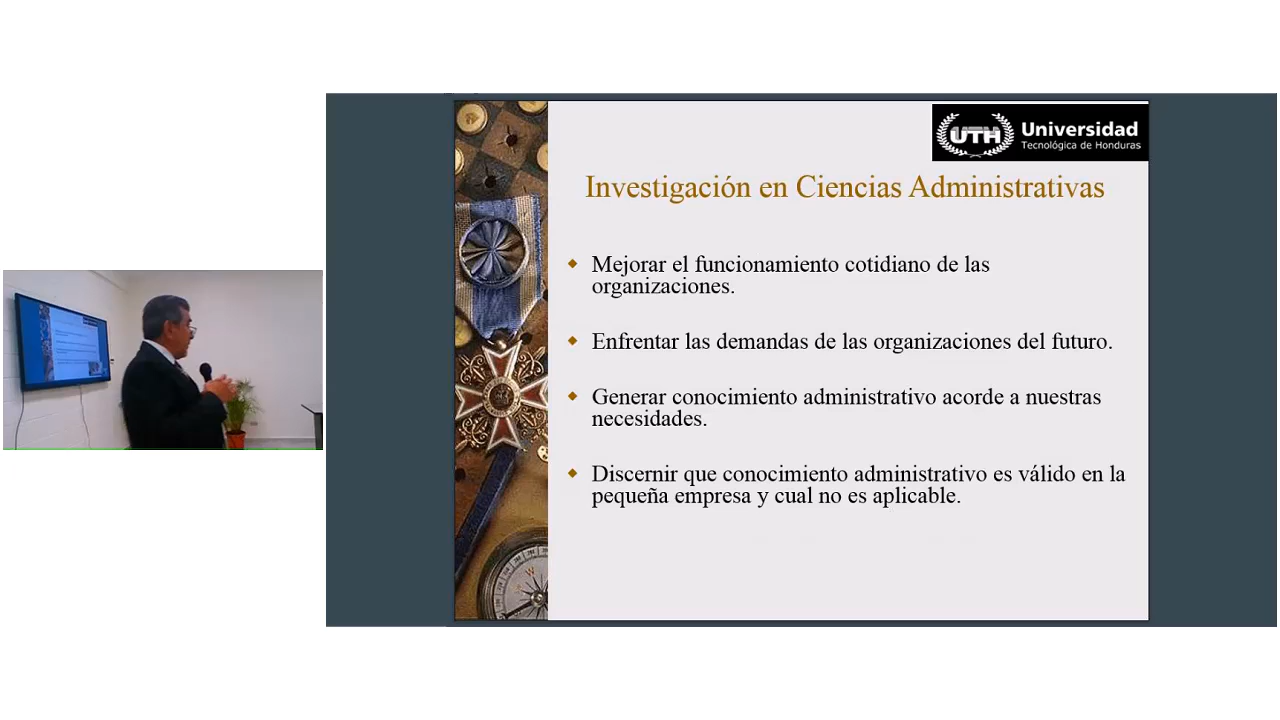 UTH Universidad
Tecnológica de Honduras
Investigación en Ciencias Administrativas
Mejorar el funcionamiento cotidiano de las
organizaciones.
Enfrentar las demandas de las organizaciones del futuro.
Generar conocimiento administrativo acorde a nuestras
necesidades.
Discernir que conocimiento administrativo es válido en la
pequeña empresa y cual no es aplicable.